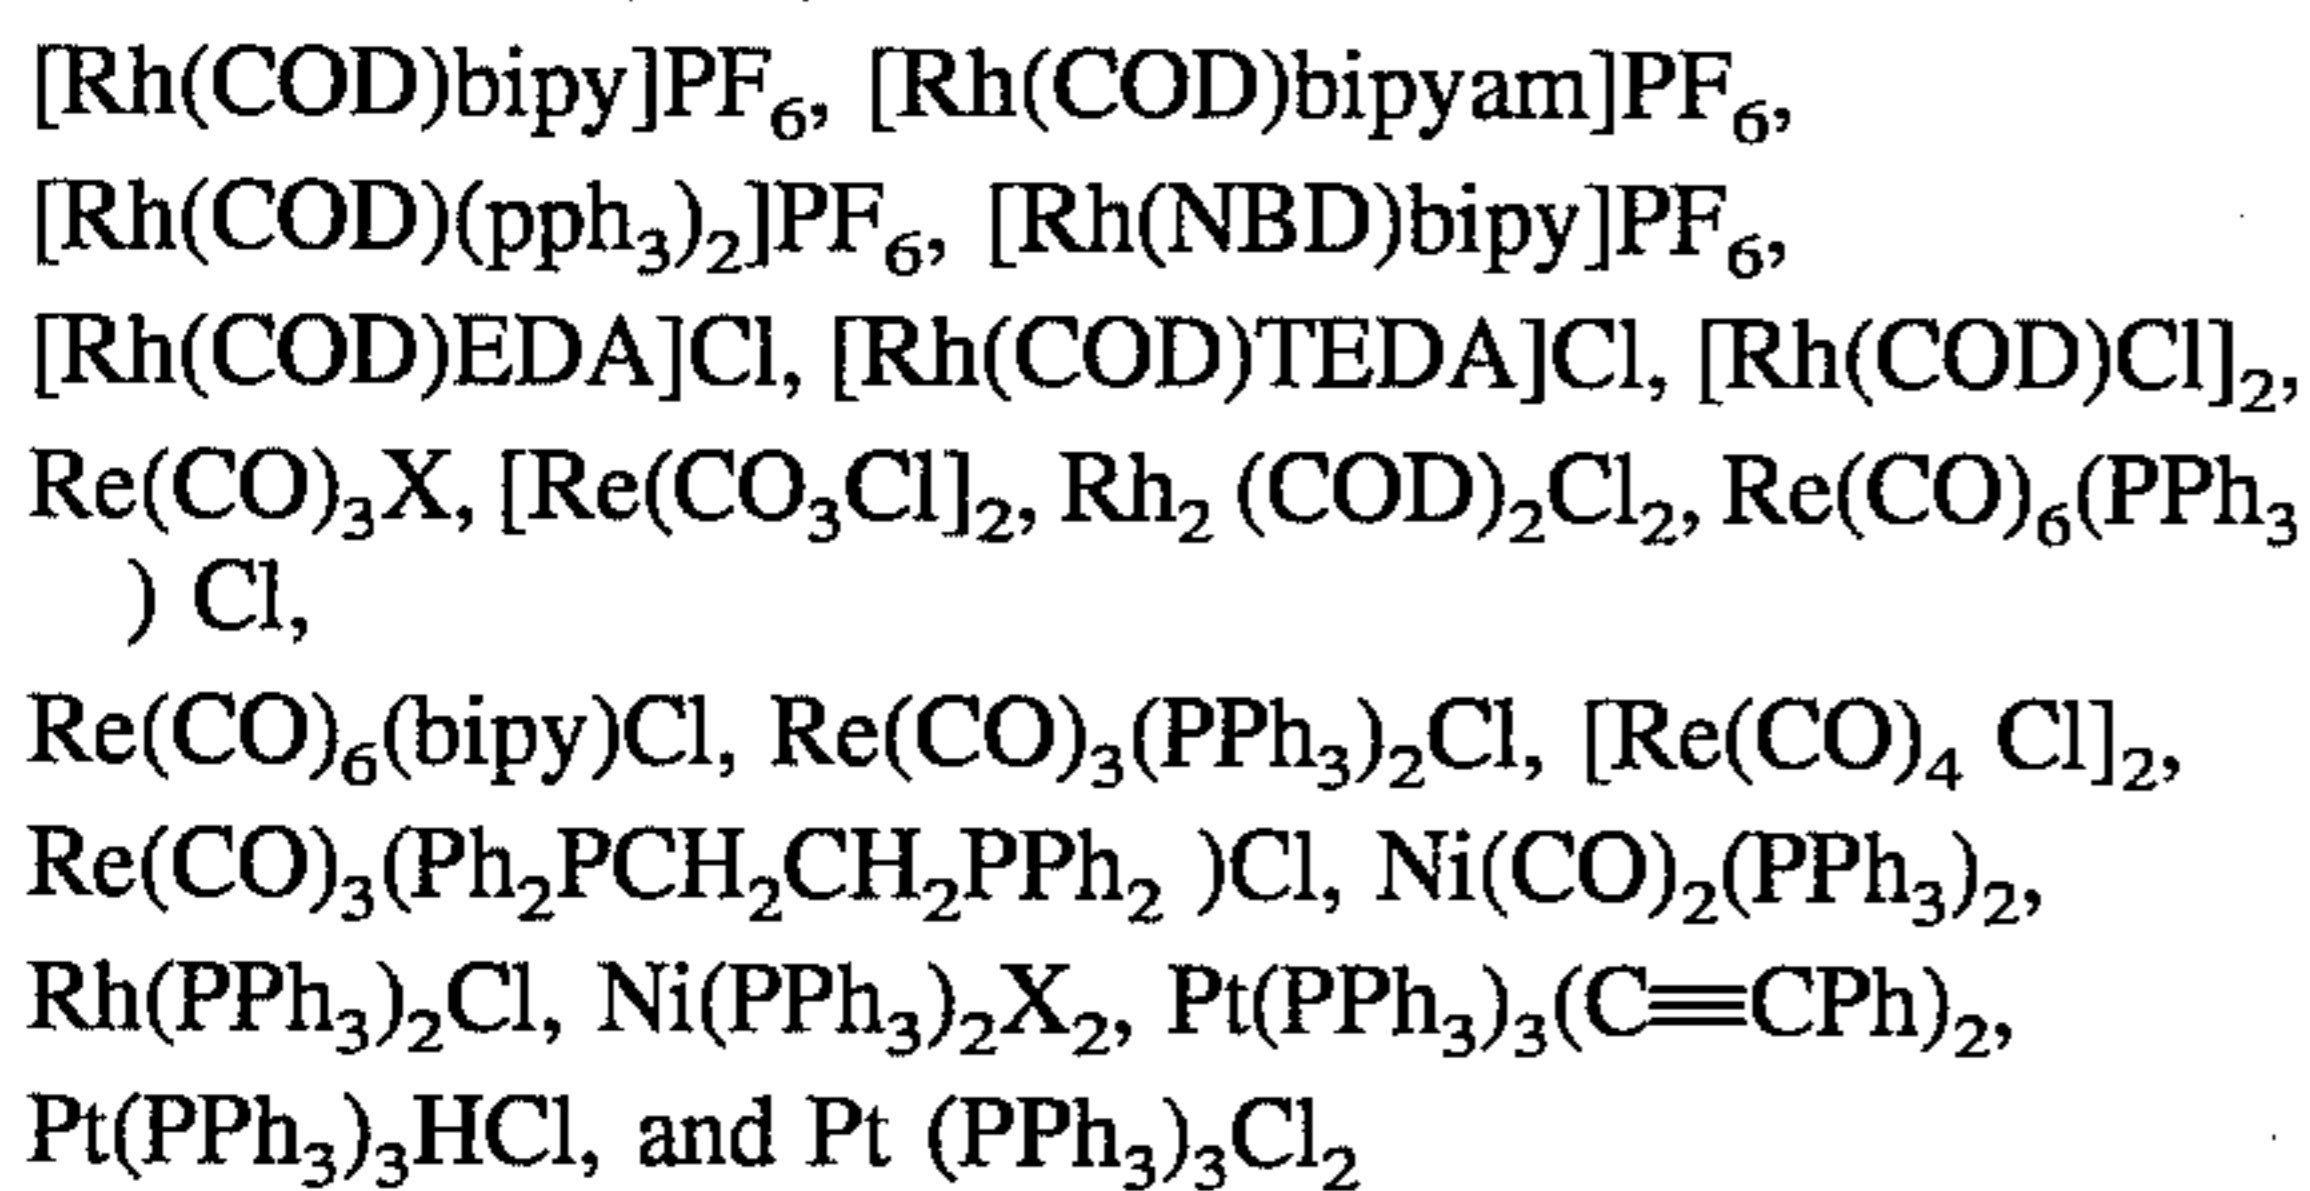 [Rh(COD)bipy]PF₆, [Rh(COD)bipyam]PF₆,
[Rh(COD)(pph₃)₂]PF₆, [Rh(NBD)bipy]PF₆,
[Rh(COD)EDA]Cl, [Rh(COD)TEDA]Cl, [Rh(COD)Cl]₂,
Re(CO)₃X, [Re(CO₃Cl]₂, Rh₂ (COD)₂Cl₂, Re(CO)₆(PPh₃
) Cl,
Re(CO)₆(bipy)Cl, Re(CO)₃(PPh₃)₂Cl, [Re(CO)₄ Cl]₂,
Re(CO)₃(Ph₂PCH₂CH₂PPh₂ )Cl, Ni(CO)₂(PPh₃)₂,
Rh(PPh₃)₂Cl, Ni(PPh₃)₂X₂, Pt(PPh₃)₃(C≡CPh)₂,
Pt(PPh₃)₃HCl, and Pt (PPh₃)₃Cl₂